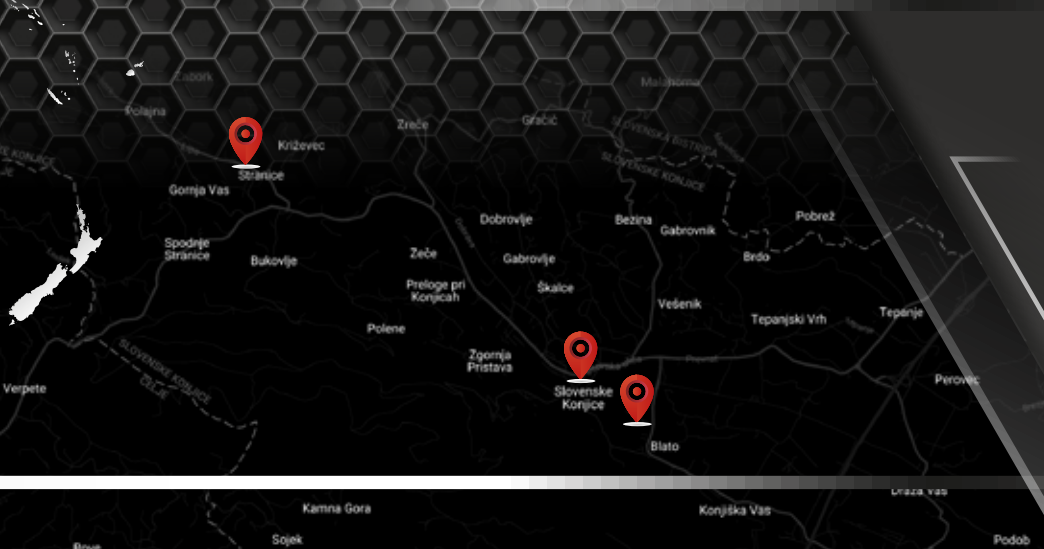 Zabork
Malahorna
Polajna
Gračič
Zreče
SLOVENSKA BISTRICA
SLOVENSKE KONJICE
Križevec
Stranice
Gornja Vas
Dobrovlje
Bezina
Pobrež
Gabrovnik
Spodnje
Stranice
Bukovlje
Zeče
Gabrovlje
Brdo
Preloge pri
Konjicah
Škalce
Vešenik
Tepanjski Vrh
Tepanje
Polene
Zgornja
Pristava
SLOVENSKE KONJICE
CELJE
Verpete
Slovenske
Konjice
Perovec
Blato
Draža Vas
Kamna Gora
Konjiška Vas
Sojek
Podob